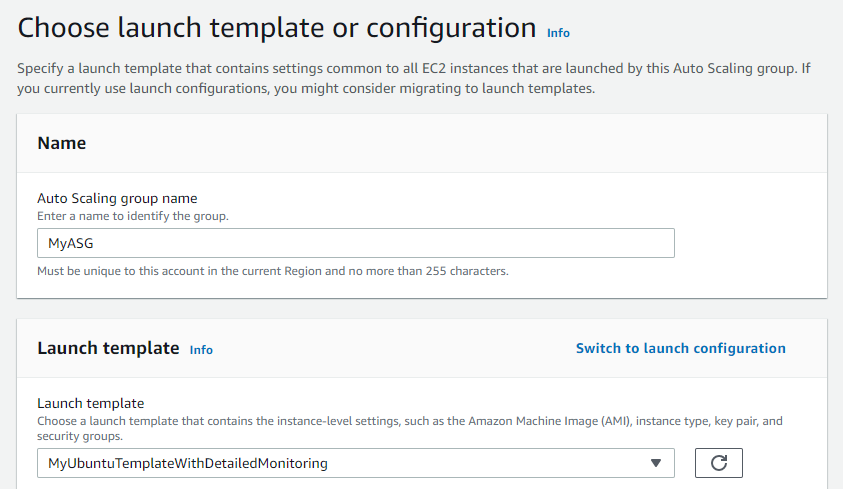 Choose launch template or configuration Info
Specify a launch template that contains settings common to all EC2 instances that are launched by this Auto Scaling group. If
you currently use launch configurations, you might consider migrating to launch templates.
Name
Auto Scaling group name
Enter a name to identify the group.
MyASG
Must be unique to this account in the current Region and no more than 255 characters.
Launch template Info
Switch to launch configuration
Launch template
Choose a launch template that contains the instance-level settings, such as the Amazon Machine Image (AMI), instance type, key pair, and
security groups.
MyUbuntuTemplateWithDetailedMonitoring